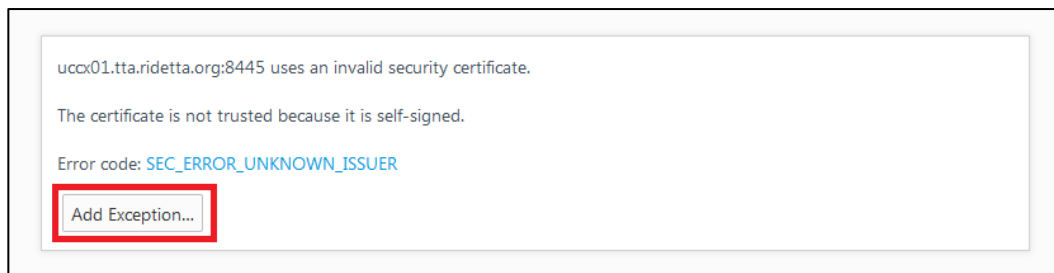 uccx01.tta.ridetta.org:8445 uses an invalid security certificate.
The certificate is not trusted because it is self-signed.
Error code: SEC_ERROR_UNKNOWN_ISSUER
Add Exception...